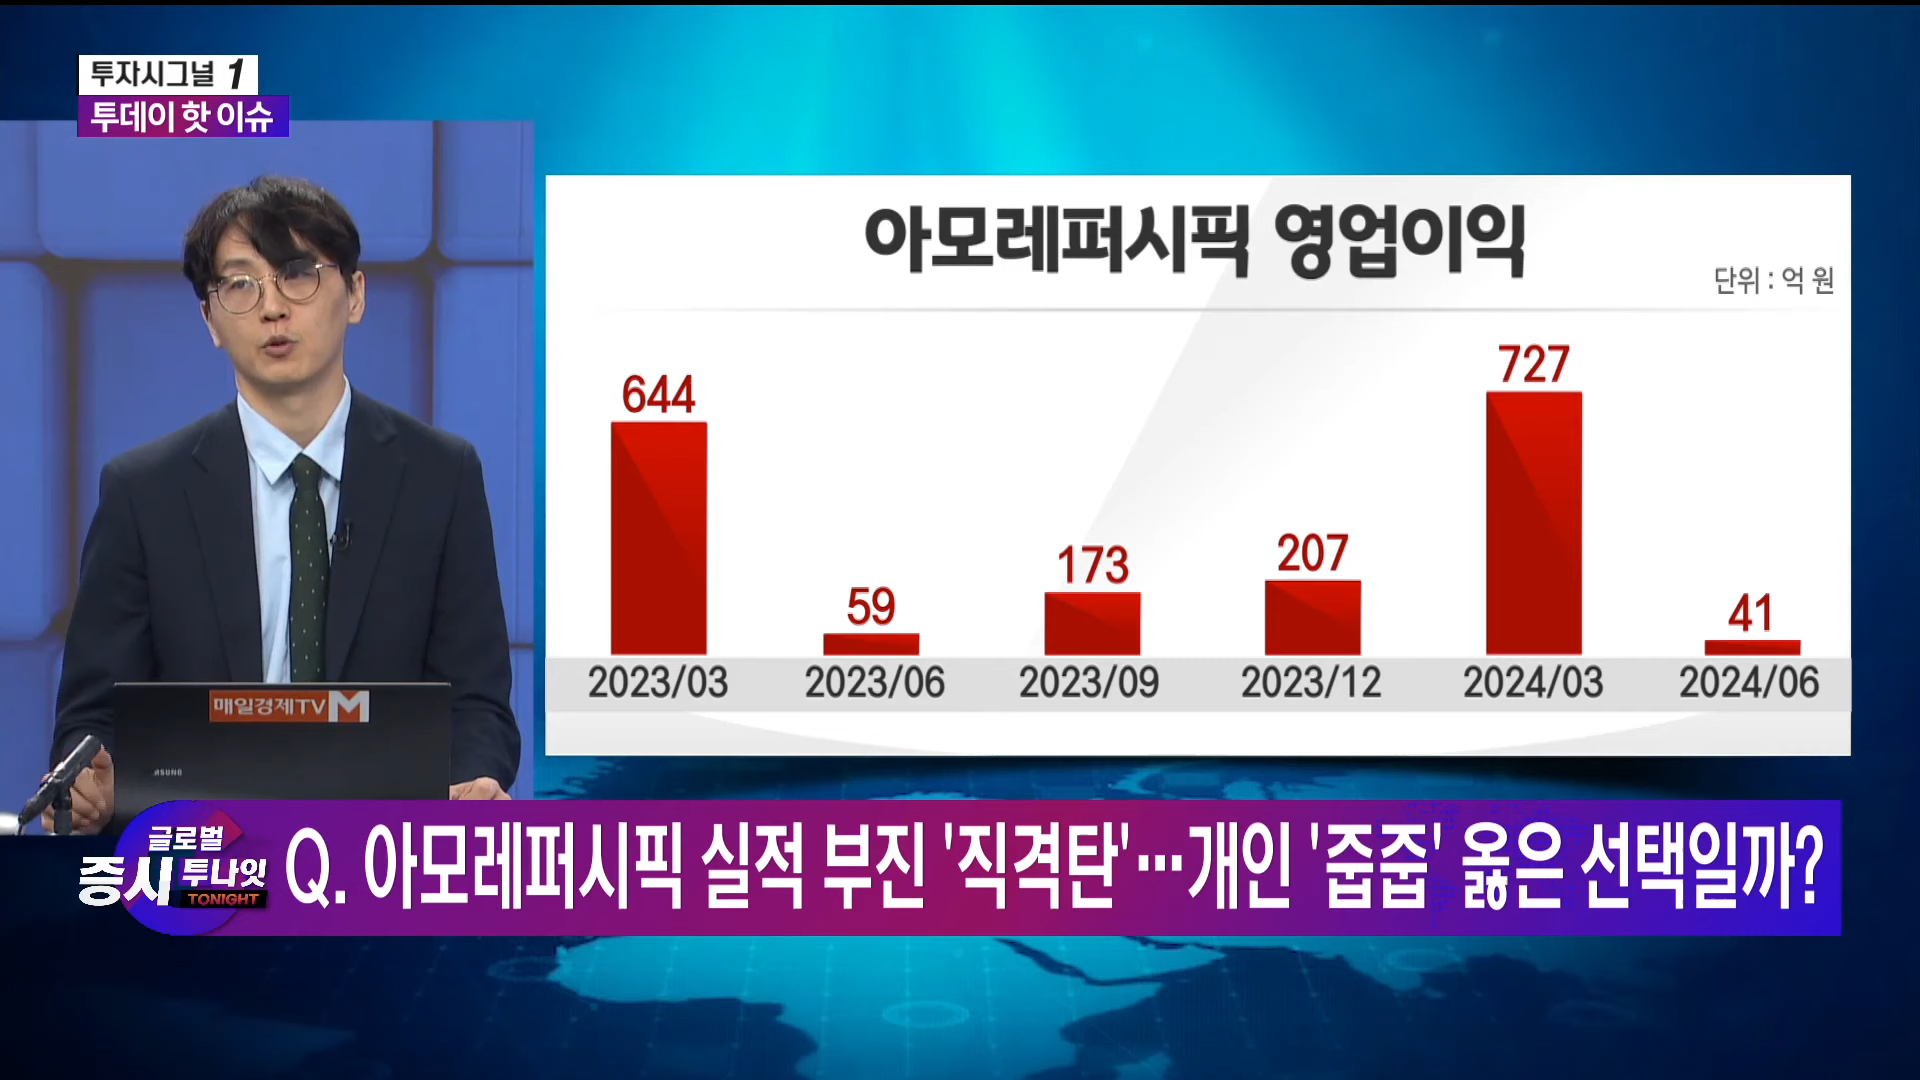 투자시그널 1
투데이 핫 이슈
아모레퍼시픽 영업이익
단위 : 억 원
644
59
173
207
727
41
2023/03
2023/06
2023/09
2023/12
2024/03
2024/06
매일경제TV M
글로벌
증시 투나잇
TONIGHT
Q. 아모레퍼시픽 실적 부진 '직격탄'…개인 '줍줍' 옳은 선택일까?